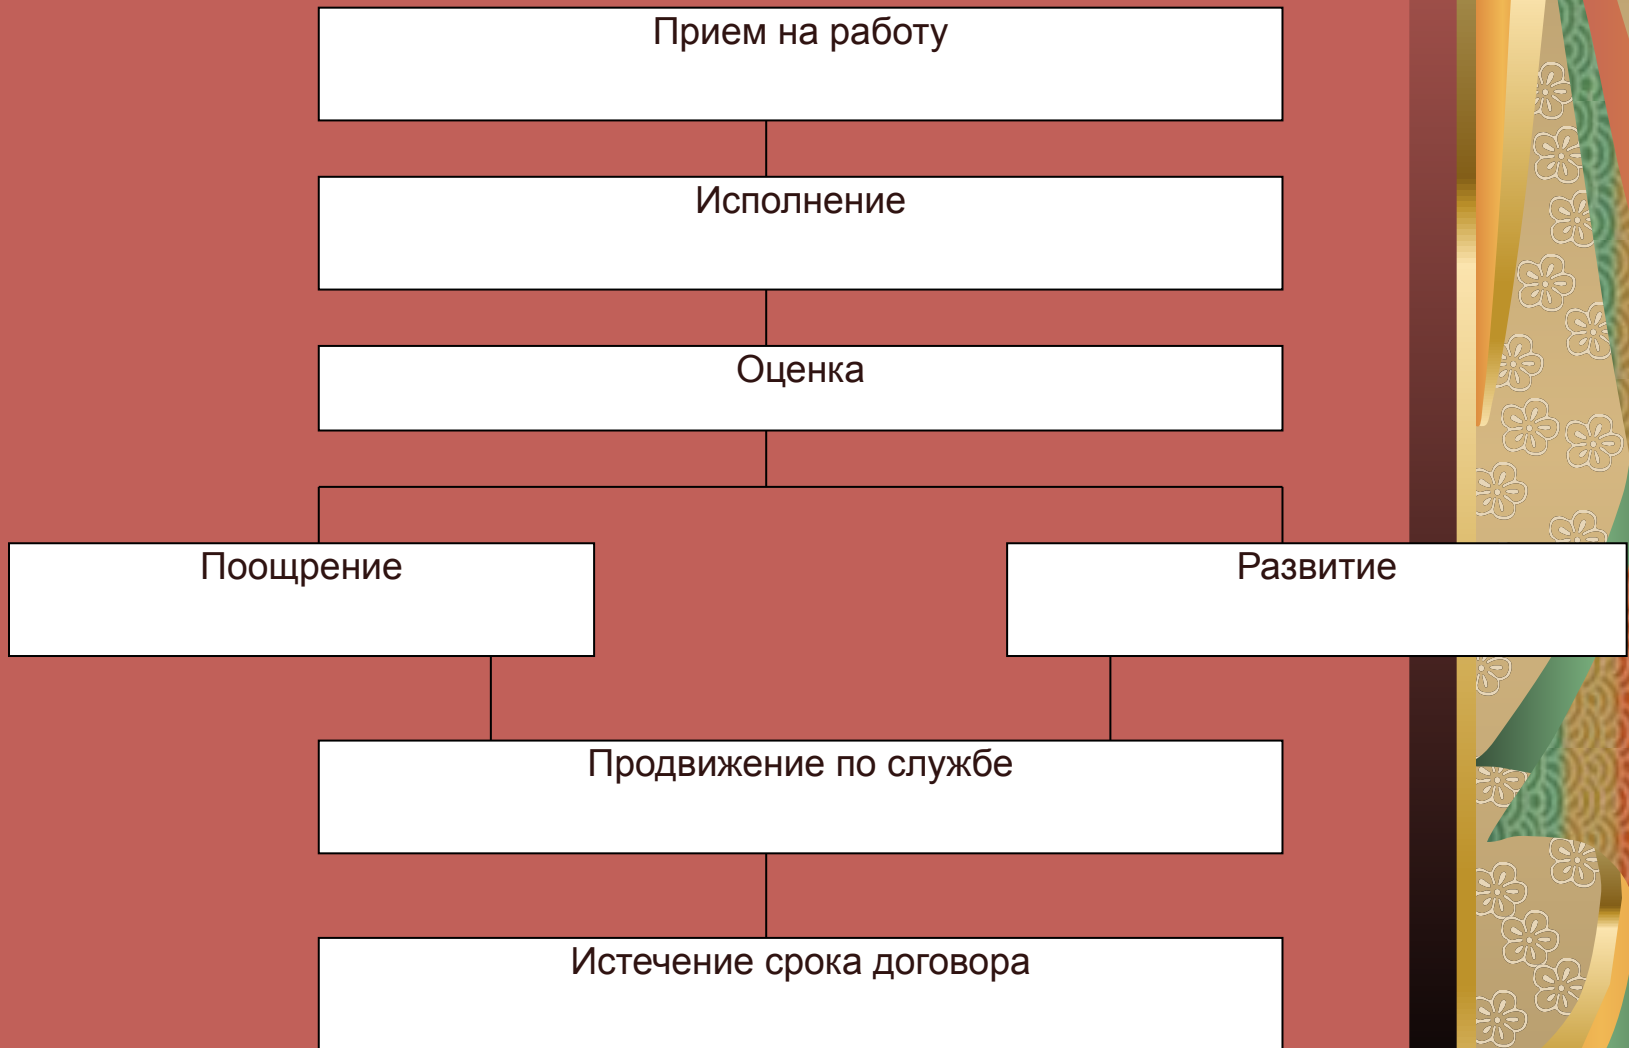 Прием на работу
Исполнение
Оценка
Поощрение
Развитие
Продвижение по службе
Истечение срока договора